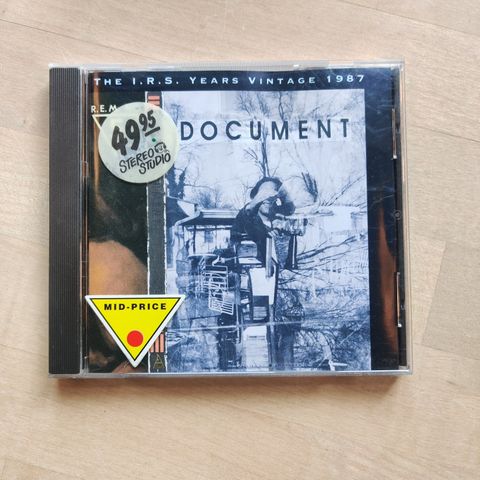 THE I.R.S. YEARS VINTAGE 1987
R.E.M.
49.95
STEREO
STUDIO
DOCUMENT
MID-PRICE